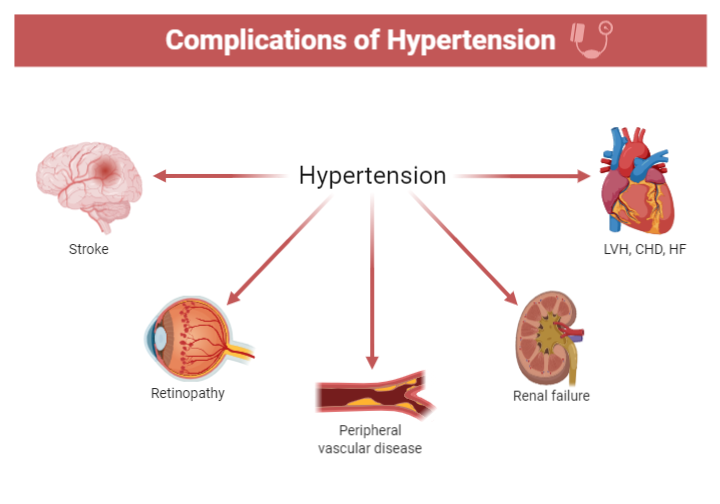 Complications of Hypertension
Hypertension
Stroke
LVH, CHD, HF
Retinopathy
Renal failure
Peripheral
vascular disease